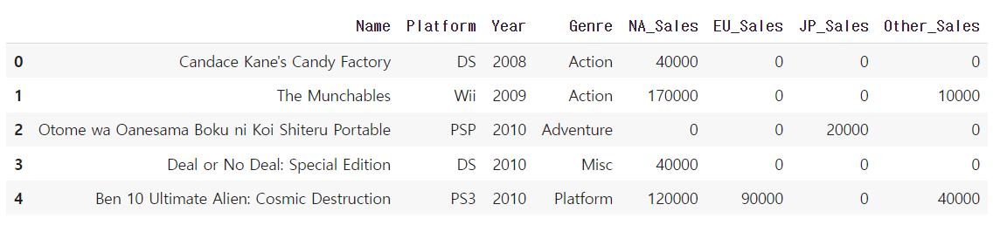 Name Platform Year Genre NA_Sales EU_Sales JP_Sales Other_Sales
0 Candace Kane's Candy Factory DS 2008 Action 40000 0 0 0
1 The Munchables Wii 2009 Action 170000 0 0 10000
2 Otome wa Oanesama Boku ni Koi Shiteru Portable PSP 2010 Adventure 0 0 20000 0
3 Deal or No Deal: Special Edition DS 2010 Misc 40000 0 0 0
4 Ben 10 Ultimate Alien: Cosmic Destruction PS3 2010 Platform 120000 90000 0 40000